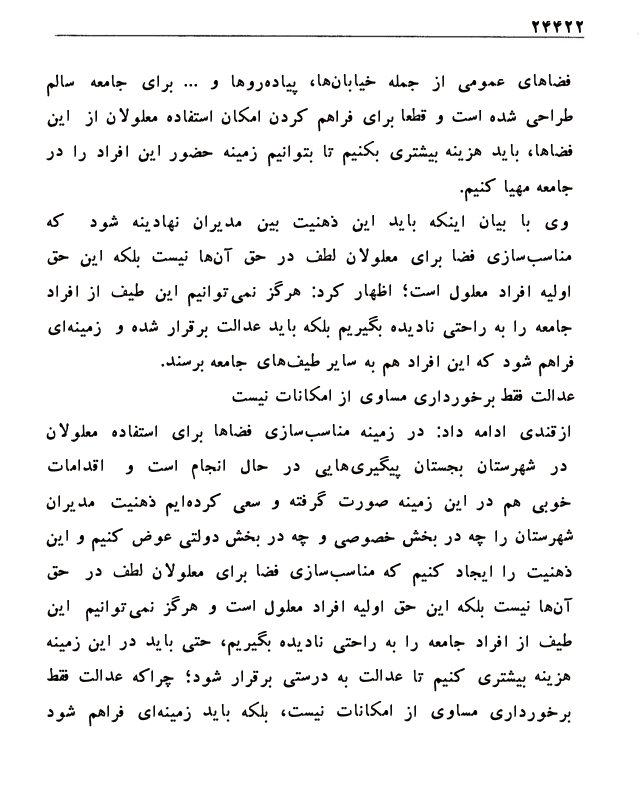 ۲۴۴۲۲
فضاهای عمومی از جمله خیابان‌ها، پیاده‌روها و ... برای جامعه سالم
طراحی شده است و قطعا برای فراهم کردن امکان استفاده معلولان از این
فضاها، باید هزینه بیشتری بکنیم تا بتوانیم زمینه حضور این افراد را در
جامعه مهیا کنیم.
وی با بیان اینکه باید این ذهنیت بین مدیران نهادینه شود که
مناسب‌سازی فضا برای معلولان لطف در حق آن‌ها نیست بلکه این حق
اولیه افراد معلول است؛ اظهار کرد: هرگز نمی‌توانیم این طیف از افراد
جامعه را به راحتی نادیده بگیریم بلکه باید عدالت برقرار شده و زمینه‌ای
فراهم شود که این افراد هم به سایر طیف‌های جامعه برسند.
عدالت فقط برخورداری مساوی از امکانات نیست
ازقندی ادامه داد: در زمینه مناسب‌سازی فضاها برای استفاده معلولان
در شهرستان بجستان پیگیری‌هایی در حال انجام است و اقدامات
خوبی هم در این زمینه صورت گرفته و سعی کرده‌ایم ذهنیت مدیران
شهرستان را چه در بخش خصوصی و چه در بخش دولتی عوض کنیم و این
ذهنیت را ایجاد کنیم که مناسب‌سازی فضا برای معلولان لطف در حق
آن‌ها نیست بلکه این حق اولیه افراد معلول است و هرگز نمی‌توانیم این
طیف از افراد جامعه را به راحتی نادیده بگیریم، حتی باید در این زمینه
هزینه بیشتری کنیم تا عدالت به درستی برقرار شود؛ چراکه عدالت فقط
برخورداری مساوی از امکانات نیست، بلکه باید زمینه‌ای فراهم شود